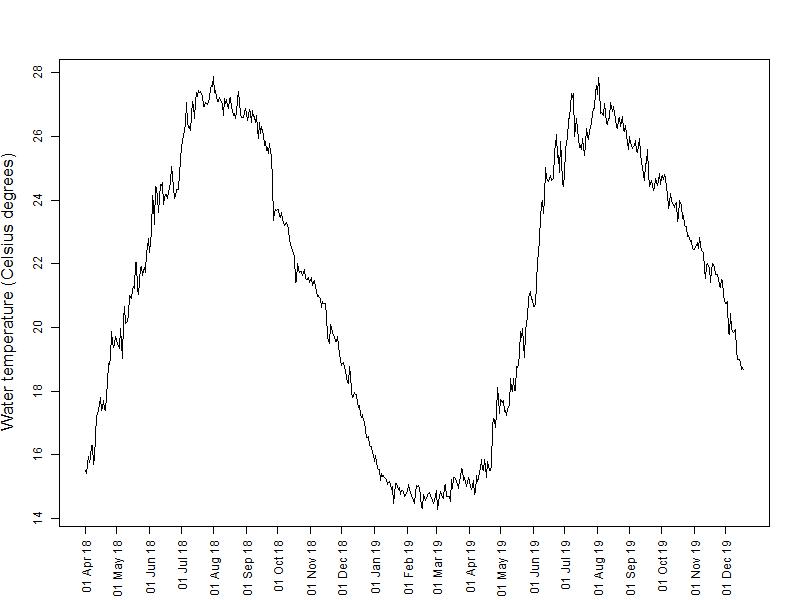 Water temperature (Celsius degrees)
28
26
24
22
20
18
16
14
01 Apr 18
01 May 18
01 Jun 18
01 Jul 18
01 Aug 18
01 Sep 18
01 Oct 18
01 Nov 18
01 Dec 18
01 Jan 19
01 Feb 19
01 Mar 19
01 Apr 19
01 May 19
01 Jun 19
01 Jul 19
01 Aug 19
01 Sep 19
01 Oct 19
01 Nov 19
01 Dec 19